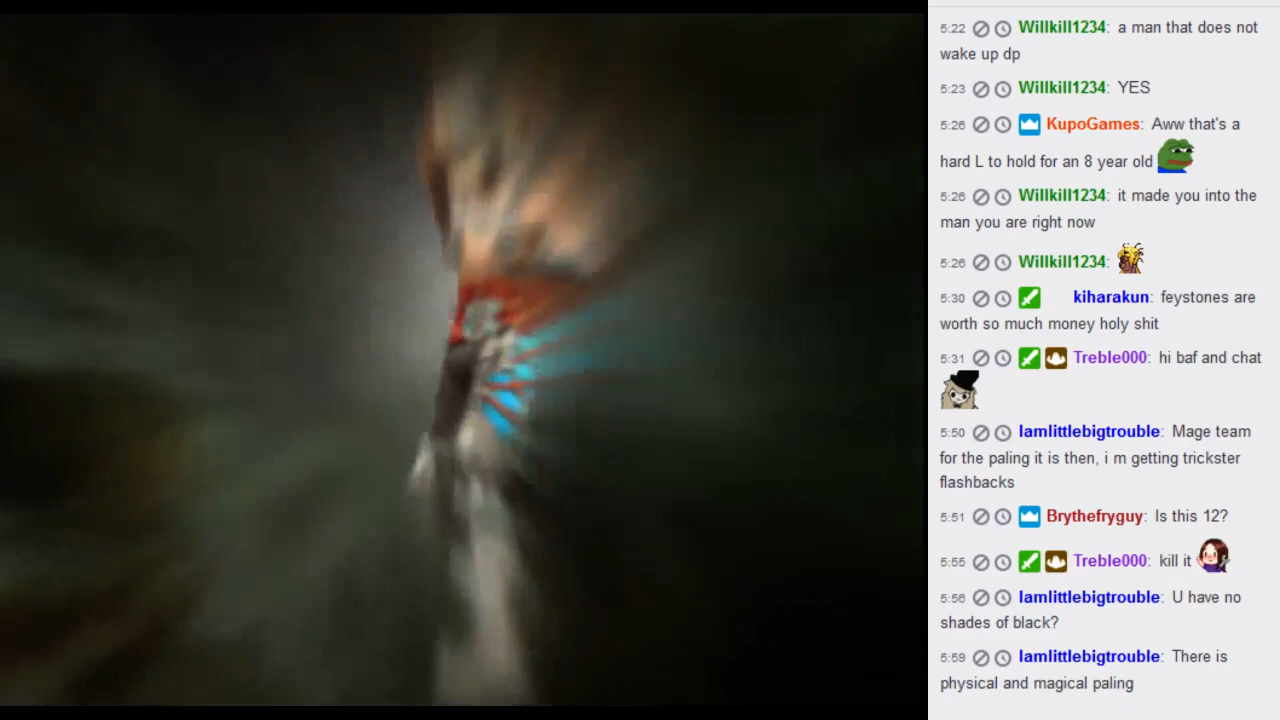 5:22 Willkill1234: a man that does not
wake up dp
5:23 Willkill1234: YES
5:26 KupoGames: Aww that's a
hard L to hold for an 8 year old
5:26 Willkill1234: it made you into the
man you are right now
5:26 Willkill1234:
5:30 kiharakun: feystones are
worth so much money holy shit
5:31 Treble000: hi baf and chat
5:50 Iamlittlebigtrouble: Mage team
for the paling it is then, i m getting trickster
flashbacks
5:51 Brythefryguy: Is this 12?
5:55 Treble000: kill it
5:56 Iamlittlebigtrouble: U have no
shades of black?
5:59 Iamlittlebigtrouble: There is
physical and magical paling